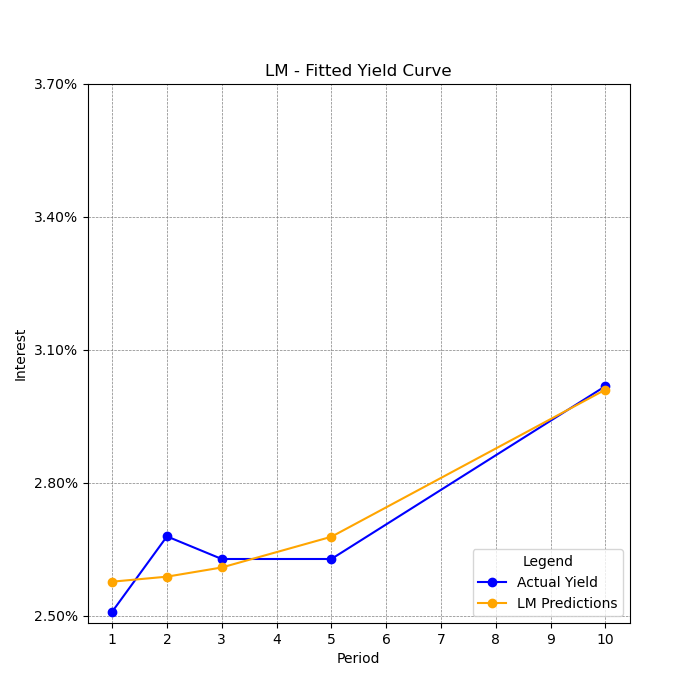 LM - Fitted Yield Curve
3.70%
3.40%
3.10%
2.80%
2.50%
Interest
Legend
Actual Yield
LM Predictions
1 2 3 4 5 6 7 8 9 10
Period